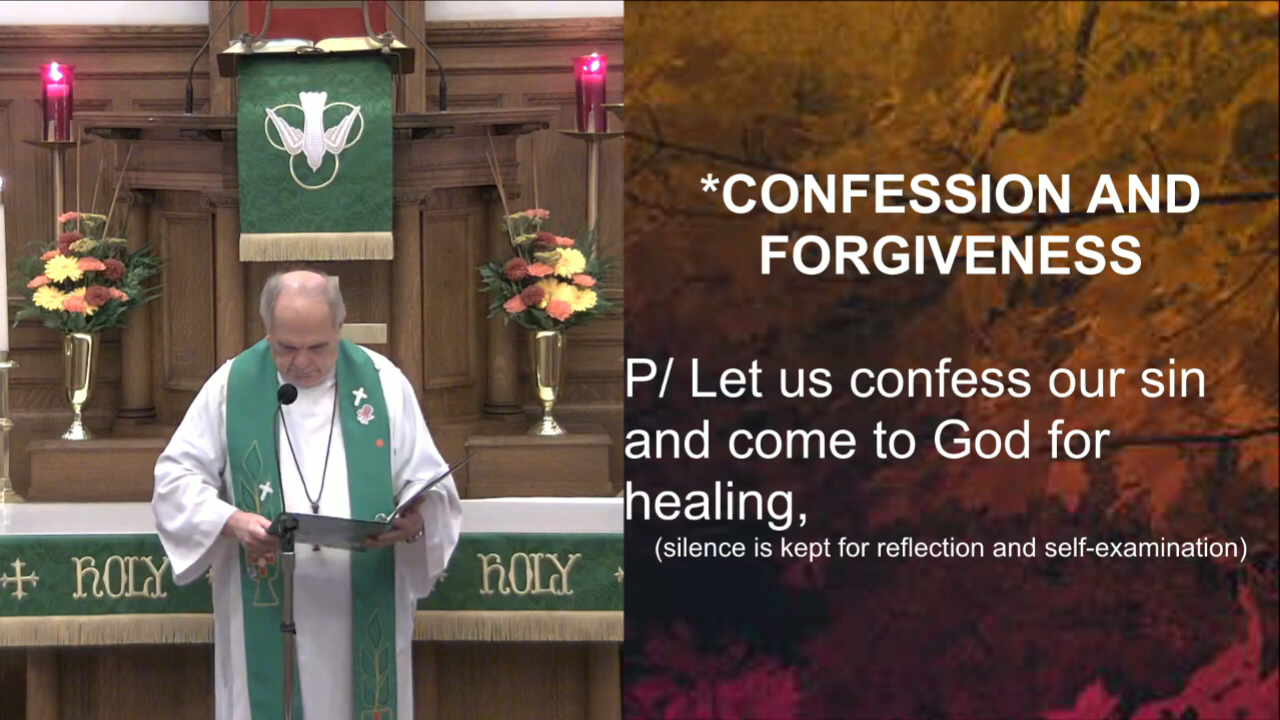 *CONFESSION AND
FORGIVENESS
P/ Let us confess our sin
and come to God for
healing,
(silence is kept for reflection and self-examination)
HOLY
HOLY